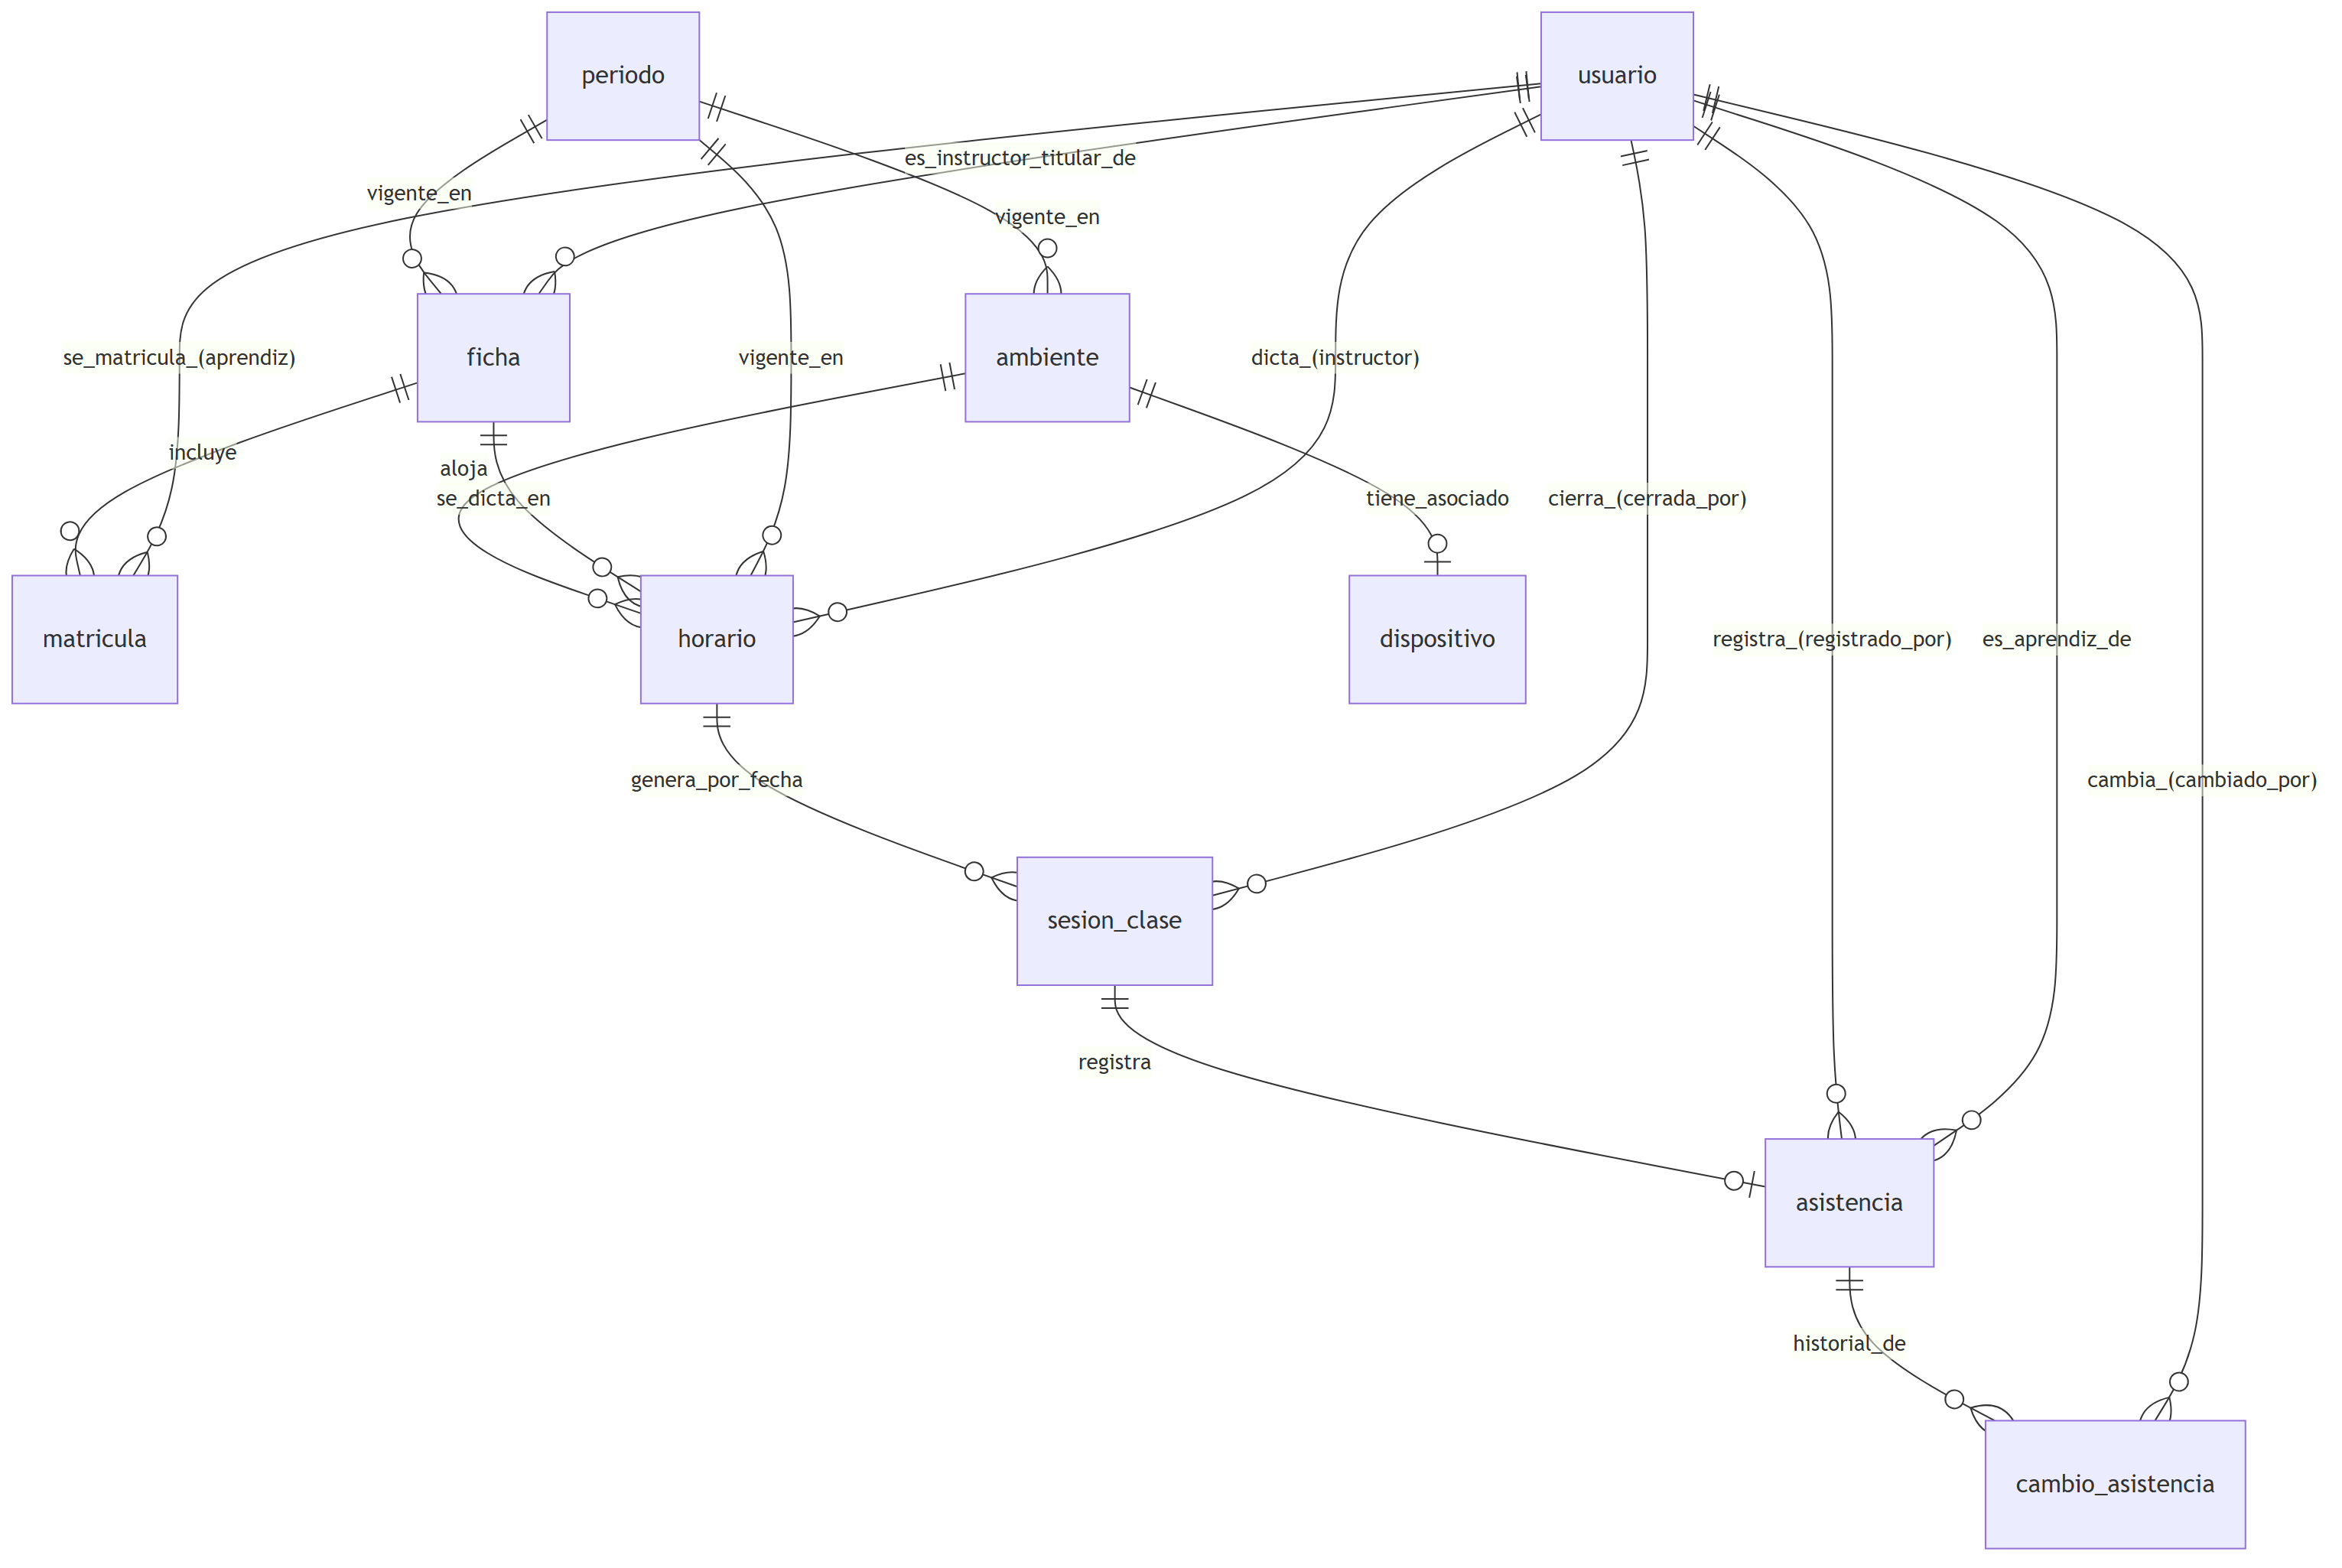 periodo
usuario
es_instructor_titular_de
vigente_en
vigente_en
ficha
ambiente
se_matricula_(aprendiz)
vigente_en
dicta_(instructor)
incluye
aloja
se_dicta_en
tiene_asociado
cierra_(cerrada_por)
matricula
horario
dispositivo
registra_(registrado_por)
es_aprendiz_de
genera_por_fecha
cambia_(cambiado_por)
sesion_clase
registra
asistencia
historial_de
cambio_asistencia